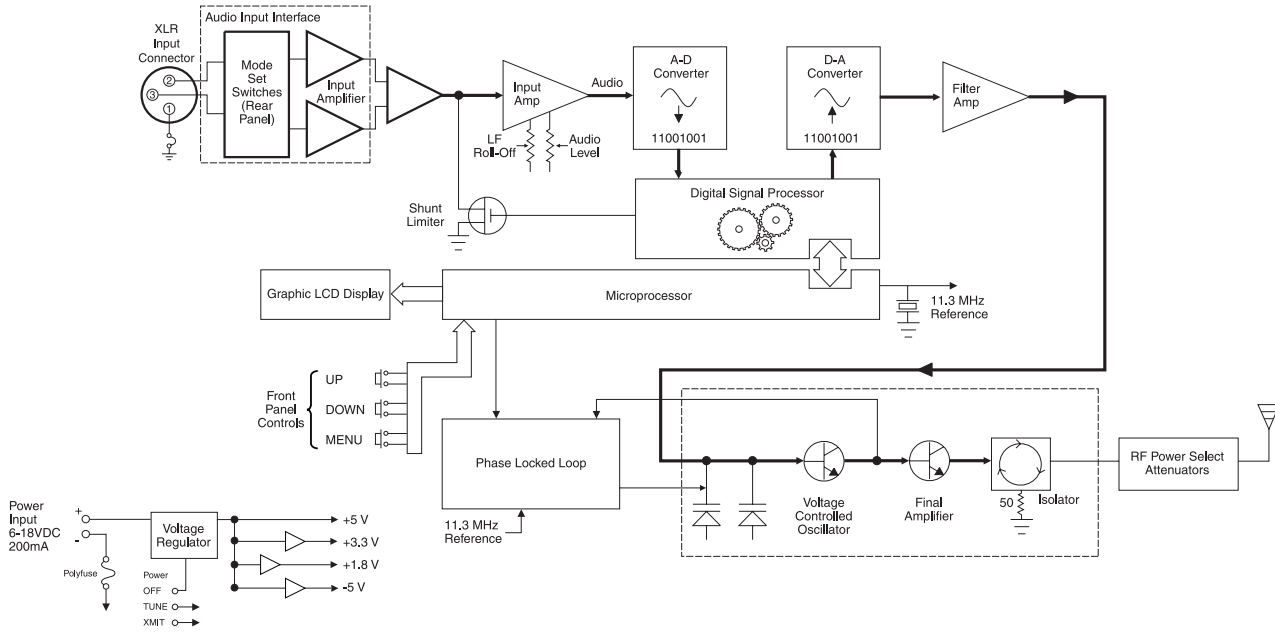 Audio Input Interface
XLR
Input
Connector
2
3
1
Mode
Set
Switches
(Rear
Panel)
Input
Amplifier
Input
Amp
LF
Roll-Off
Audio
Level
Audio
A-D
Converter
11001001
D-A
Converter
11001001
Filter
Amp
Digital Signal Processor
Shunt
Limiter
Graphic LCD Display
Microprocessor
11.3 MHz
Reference
Front
Panel
Controls
UP
DOWN
MENU
Phase Locked Loop
11.3 MHz
Reference
Voltage
Controlled
Oscillator
Final
Amplifier
50
Isolator
RF Power Select
Attenuators
Power
Input
6-18VDC
200mA
+
-
Polyfuse
Voltage
Regulator
Power
OFF
TUNE
XMIT
+5 V
+3.3 V
+1.8 V
-5 V